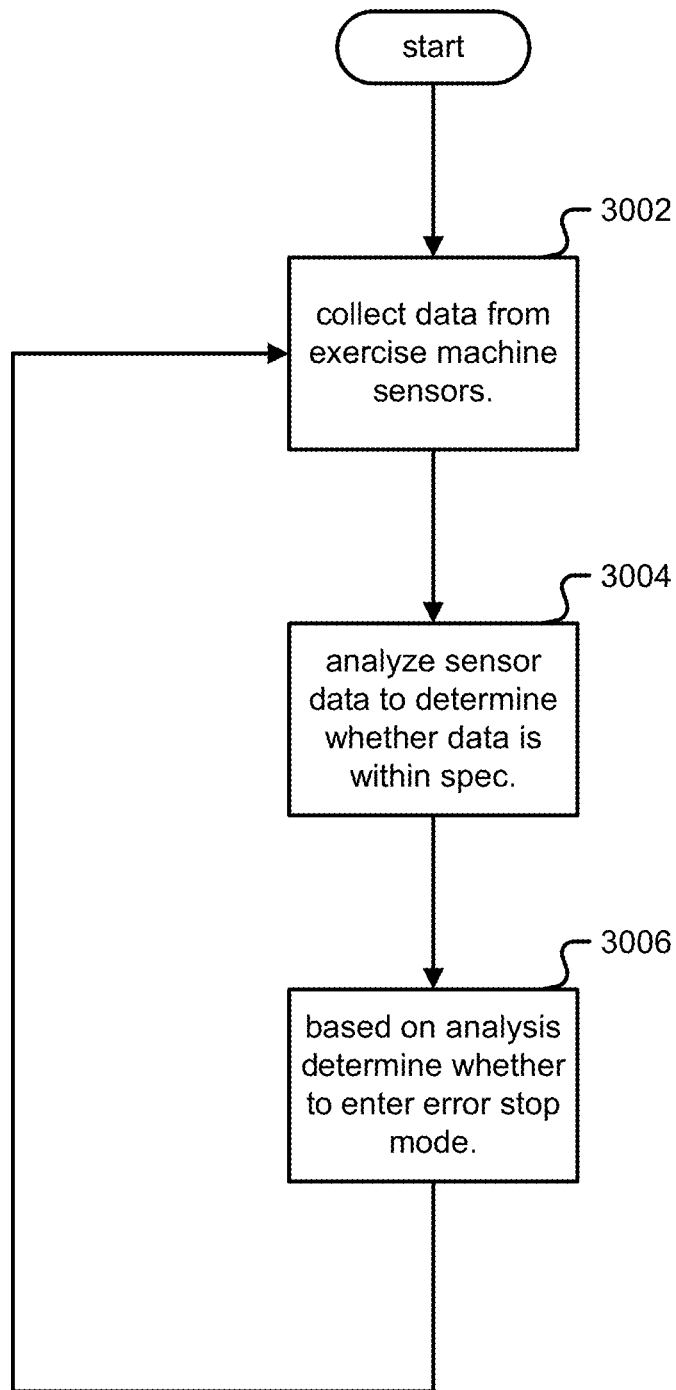 start
3002
collect data from
exercise machine
sensors.
3004
analyze sensor
data to determine
whether data is
within spec.
3006
based on analysis
determine whether
to enter error stop
mode.